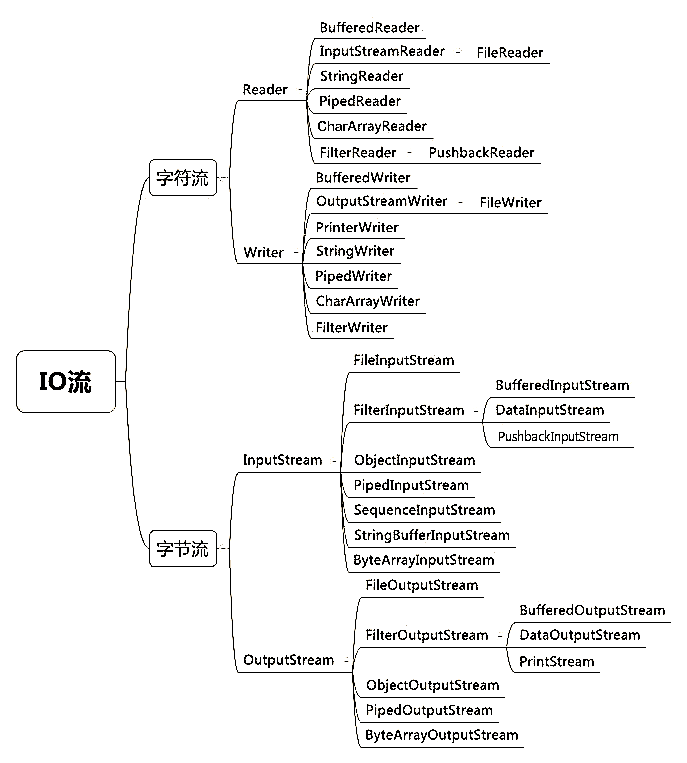 IO流
字符流
Reader
BufferedReader
InputStreamReader - FileReader
StringReader
PipedReader
CharArrayReader
FilterReader - PushbackReader
Writer
BufferedWriter
OutputStreamWriter - FileWriter
PrinterWriter
StringWriter
PipedWriter
CharArrayWriter
FilterWriter
字节流
InputStream
FileInputStream
FilterInputStream
BufferedInputStream
DataInputStream
PushbackInputStream
ObjectInputStream
PipedInputStream
SequenceInputStream
StringBufferInputStream
ByteArrayInputStream
OutputStream
FileOutputStream
FilterOutputStream
BufferedOutputStream
DataOutputStream
PrintStream
ObjectOutputStream
PipedOutputStream
ByteArrayOutputStream